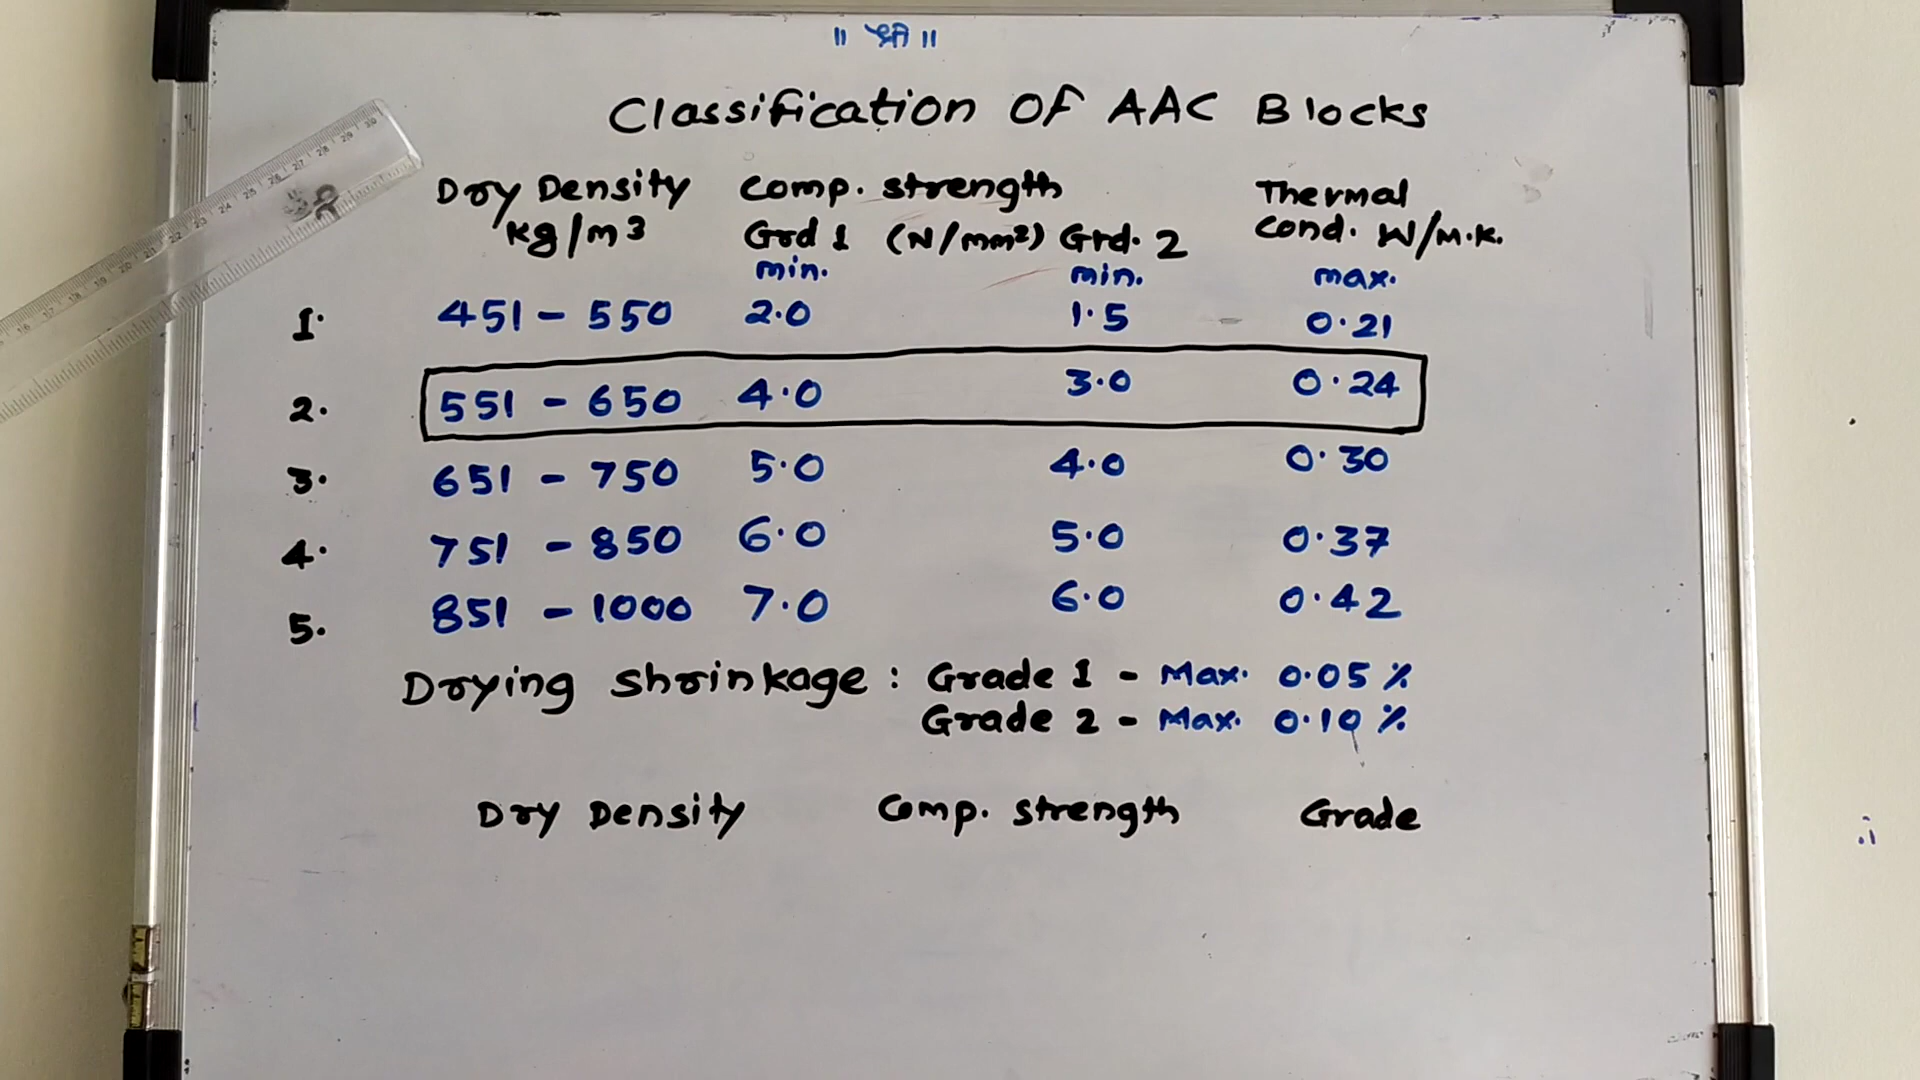 ॥ श्री ॥
Classification OF AAC Blocks
Dry Density Comp. strength Thermal
kg/m3 Grd 1 (N/mm²) Grd. 2 Cond. W/M.K.
min. min. max.
1. 451 - 550 2.0 1.5 0.21
2. 551 - 650 4.0 3.0 0.24
3. 651 - 750 5.0 4.0 0.30
4. 751 - 850 6.0 5.0 0.37
5. 851 - 1000 7.0 6.0 0.42
Drying shrinkage : Grade 1 - Max. 0.05 %
Grade 2 - Max. 0.10 %
Dry Density Comp. strength Grade